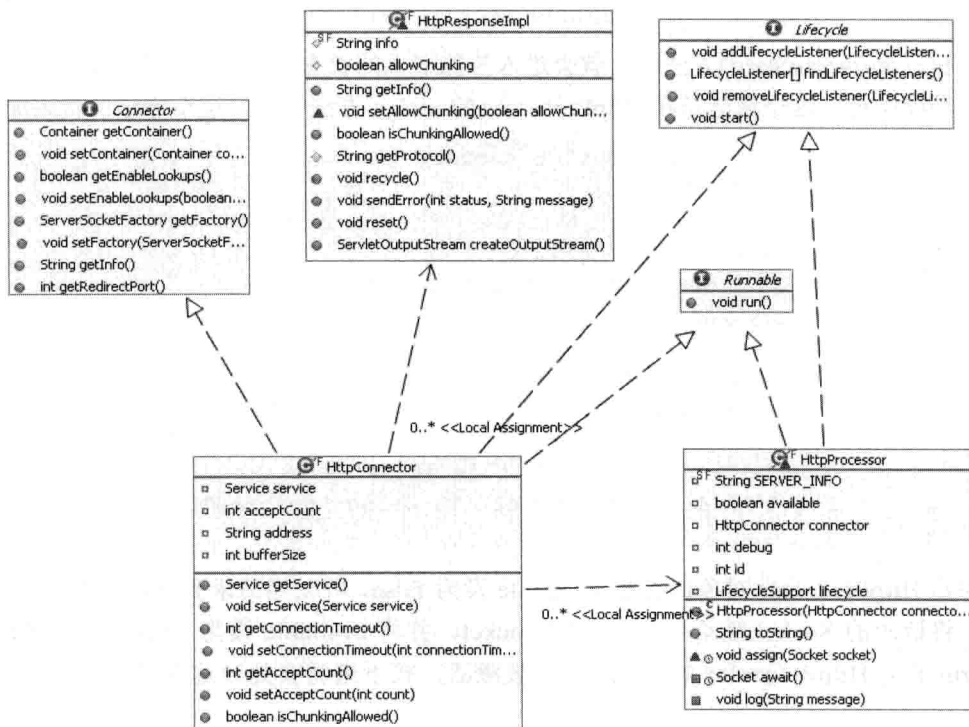 HttpResponseImpl
String info
boolean allowChunking
String getInfo()
void setAllowChunking(boolean allowChun...
boolean isChunkingAllowed()
String getProtocol()
void recycle()
void sendError(int status, String message)
void reset()
ServletOutputStream createOutputStream()
Lifecycle
void addLifecycleListener(LifecycleListen...
LifecycleListener[] findLifecycleListeners()
void removeLifecycleListener(LifecycleLi...
void start()
Connector
Container getContainer()
void setContainer(Container co...
boolean getEnableLookups()
void setEnableLookups(boolean...
ServerSocketFactory getFactory()
void setFactory(ServerSocketF...
String getInfo()
int getRedirectPort()
Runnable
void run()
0..* <<Local Assignment>>
HttpConnector
Service service
int acceptCount
String address
int bufferSize
Service getService()
void setService(Service service)
int getConnectionTimeout()
void setConnectionTimeout(int connectionTim...
int getAcceptCount()
void setAcceptCount(int count)
boolean isChunkingAllowed()
0..* <<Local Assignment>>
HttpProcessor
String SERVER_INFO
boolean available
HttpConnector connector
int debug
int id
LifecycleSupport lifecycle
HttpProcessor(HttpConnector connecto...
String toString()
void assign(Socket socket)
Socket await()
void log(String message)